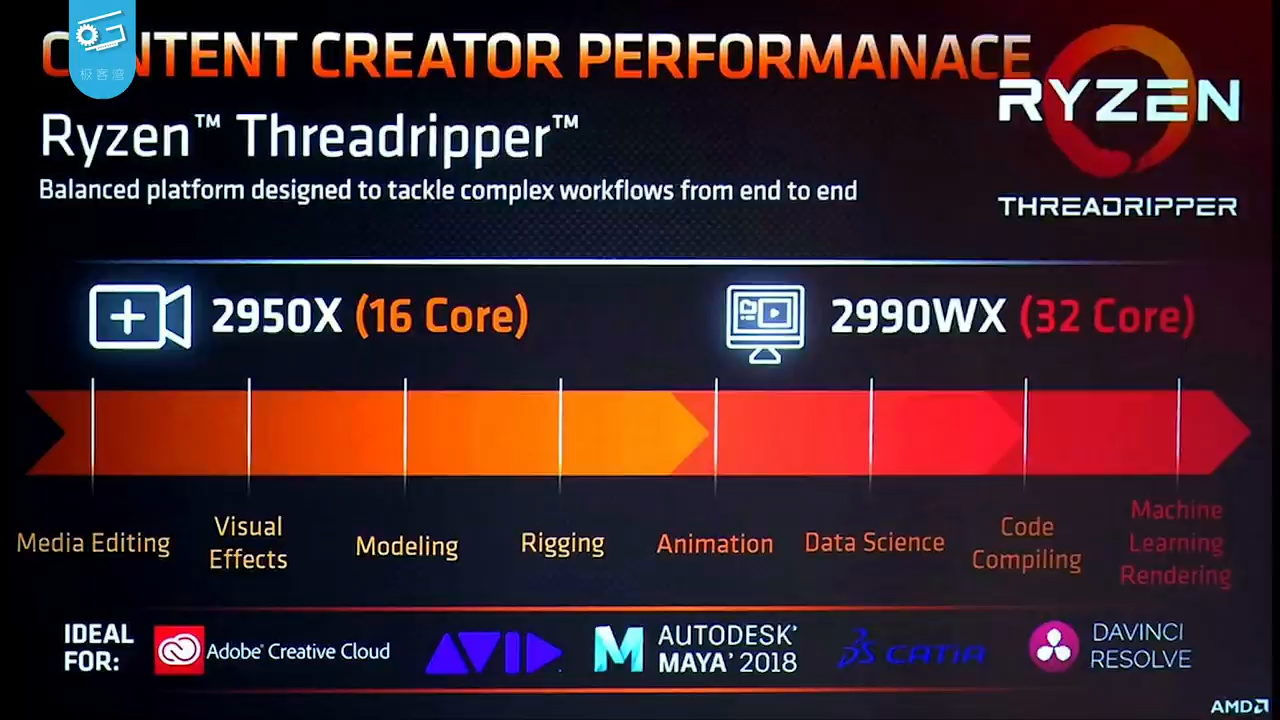 极客湾
CONTENT CREATOR PERFORMANACE
Ryzen™ Threadripper™
Balanced platform designed to tackle complex workflows from end to end
RYZEN
THREADRIPPER
2950X (16 Core)
2990WX (32 Core)
Media Editing
Visual
Effects
Modeling
Rigging
Animation
Data Science
Code
Compiling
Machine
Learning
Rendering
IDEAL
FOR:
Adobe® Creative Cloud
AVID
M
AUTODESK®
MAYA® 2018
CATIA
DAVINCI
RESOLVE
AMD